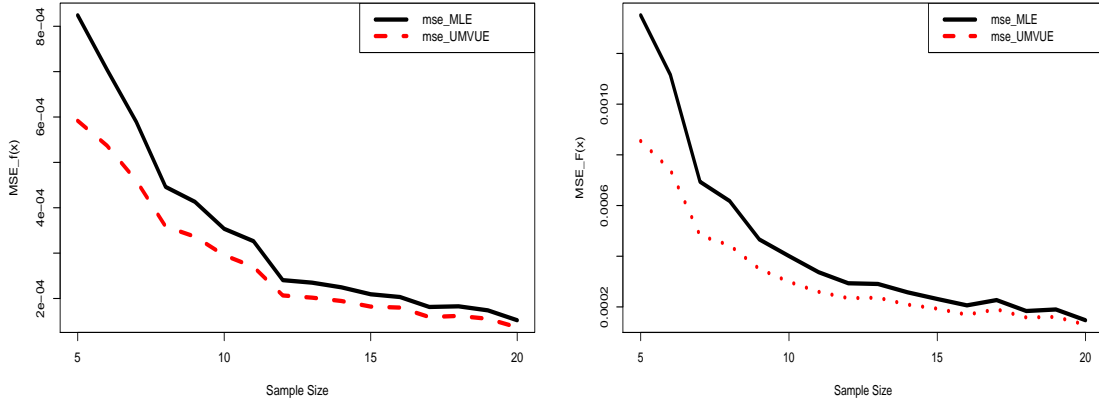 mse_MLE
mse_UMVUE
MSE_f(x)
8e-04
6e-04
4e-04
2e-04
5 10 15 20
Sample Size
mse_MLE
mse_UMVUE
MSE_F(x)
0.0010
0.0006
0.0002
5 10 15 20
Sample Size